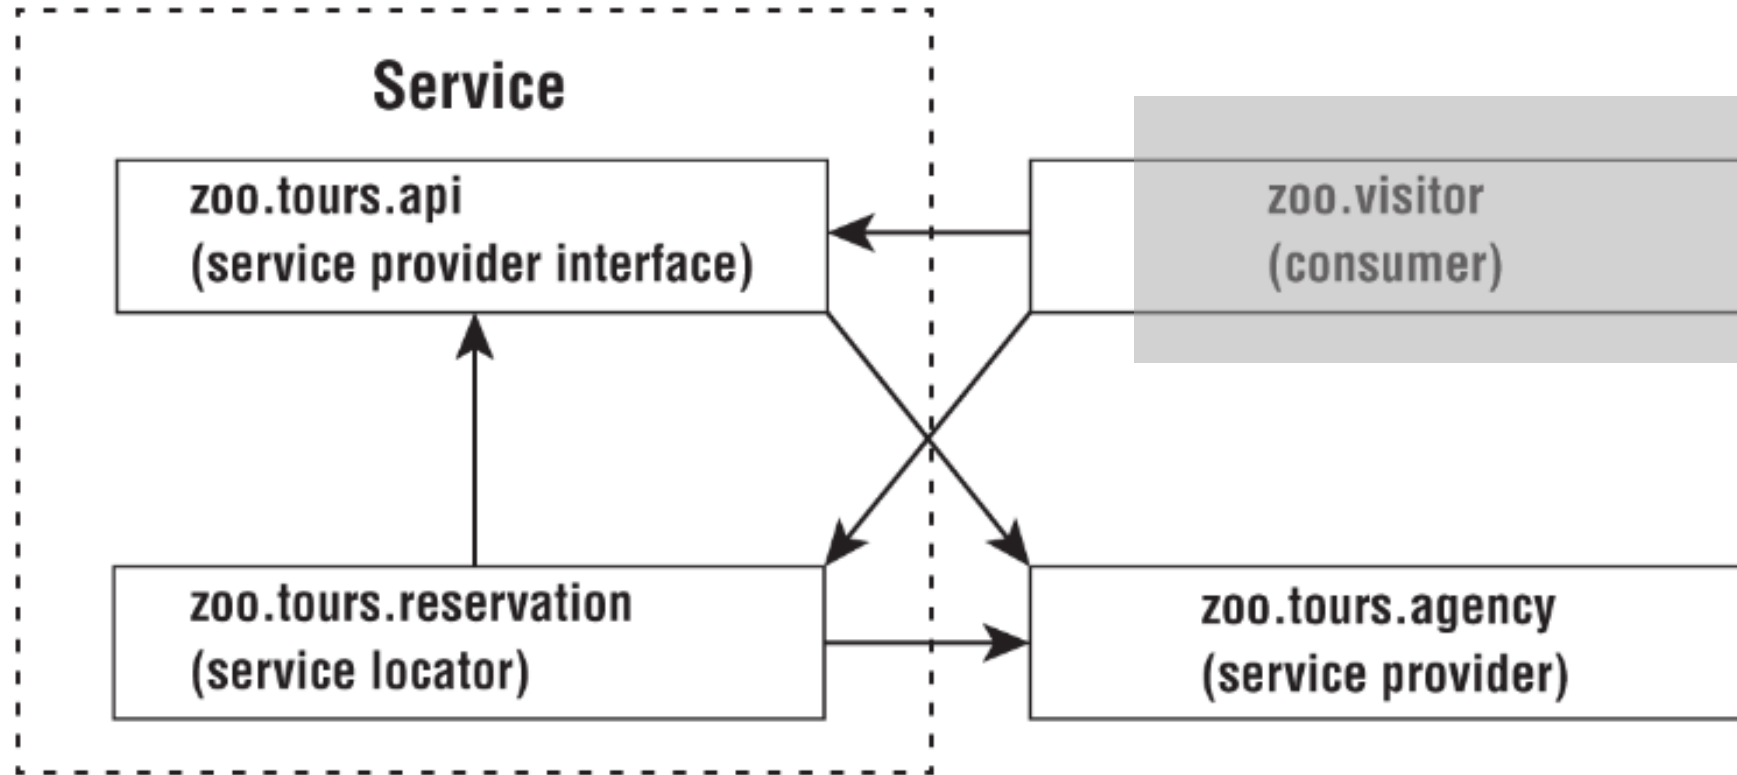 Service
zoo.tours.api
(service provider interface)
zoo.visitor
(consumer)
zoo.tours.reservation
(service locator)
zoo.tours.agency
(service provider)